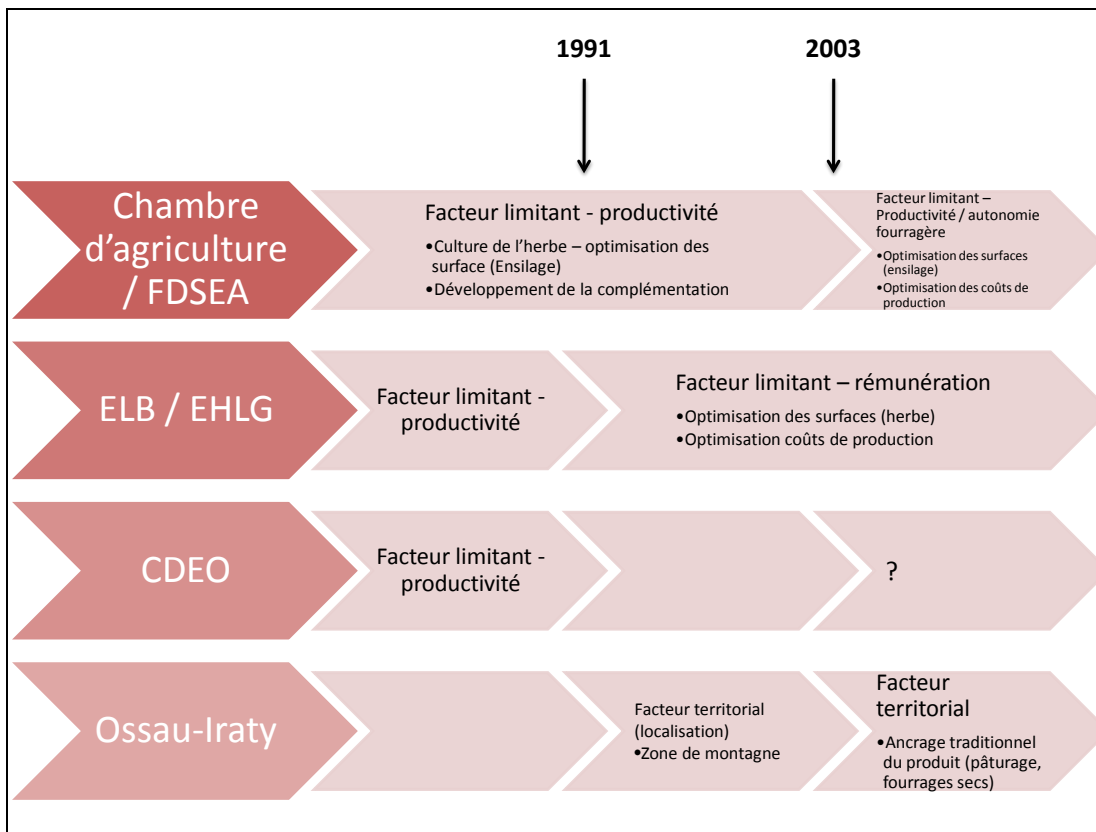 1991
2003
Chambre
d’agriculture
/ FDSEA
Facteur limitant - productivité
•Culture de l’herbe – optimisation des
surface (Ensilage)
•Développement de la complémentation
Facteur limitant –
Productivité / autonomie
fourragère
•Optimisation des surfaces
(ensilage)
•Optimisation des coûts de
production
ELB / EHLG
Facteur limitant -
productivité
Facteur limitant – rémunération
•Optimisation des surfaces (herbe)
•Optimisation coûts de production
CDEO
Facteur limitant -
productivité
?
Ossau-Iraty
Facteur territorial
(localisation)
•Zone de montagne
Facteur
territorial
•Ancrage traditionnel
du produit (pâturage,
fourrages secs)